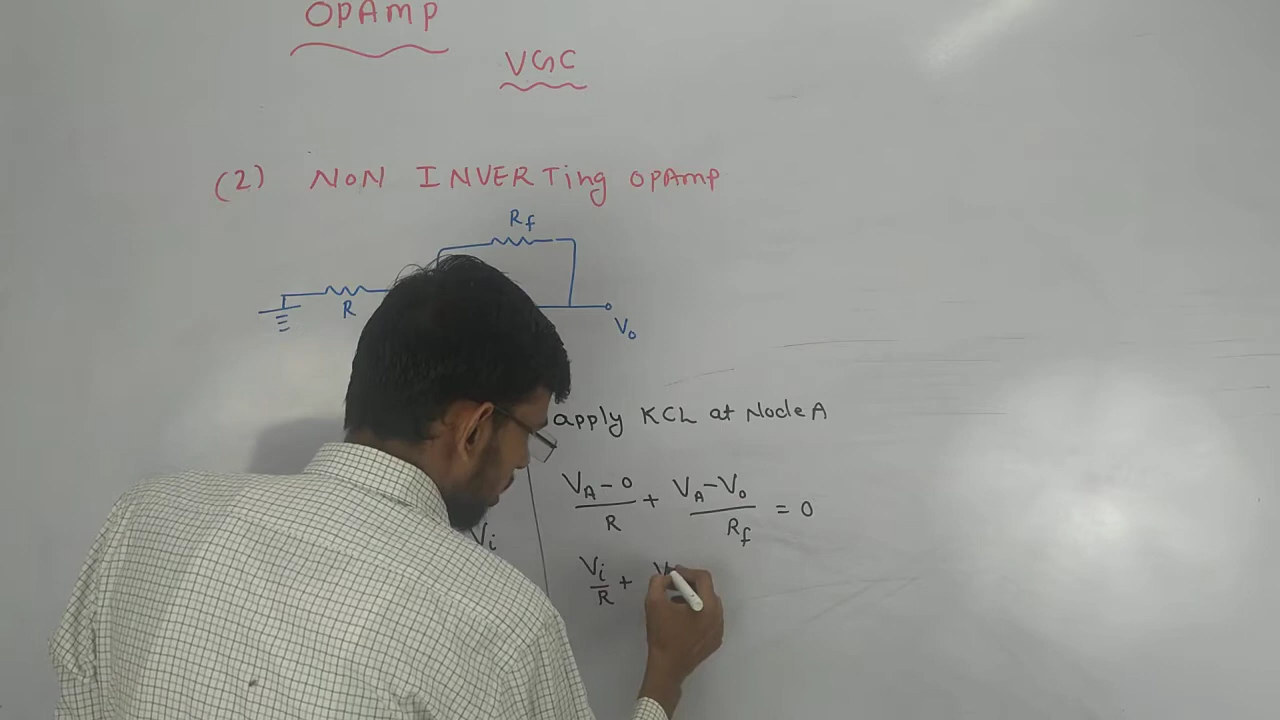 OPAMP
VGC
(2) NON INVERTing OPAmp
Rf
R
Vo
apply KCL at Node A
VA-0/R + VA-Vo/Rf = 0
Vi
Vi/R + V